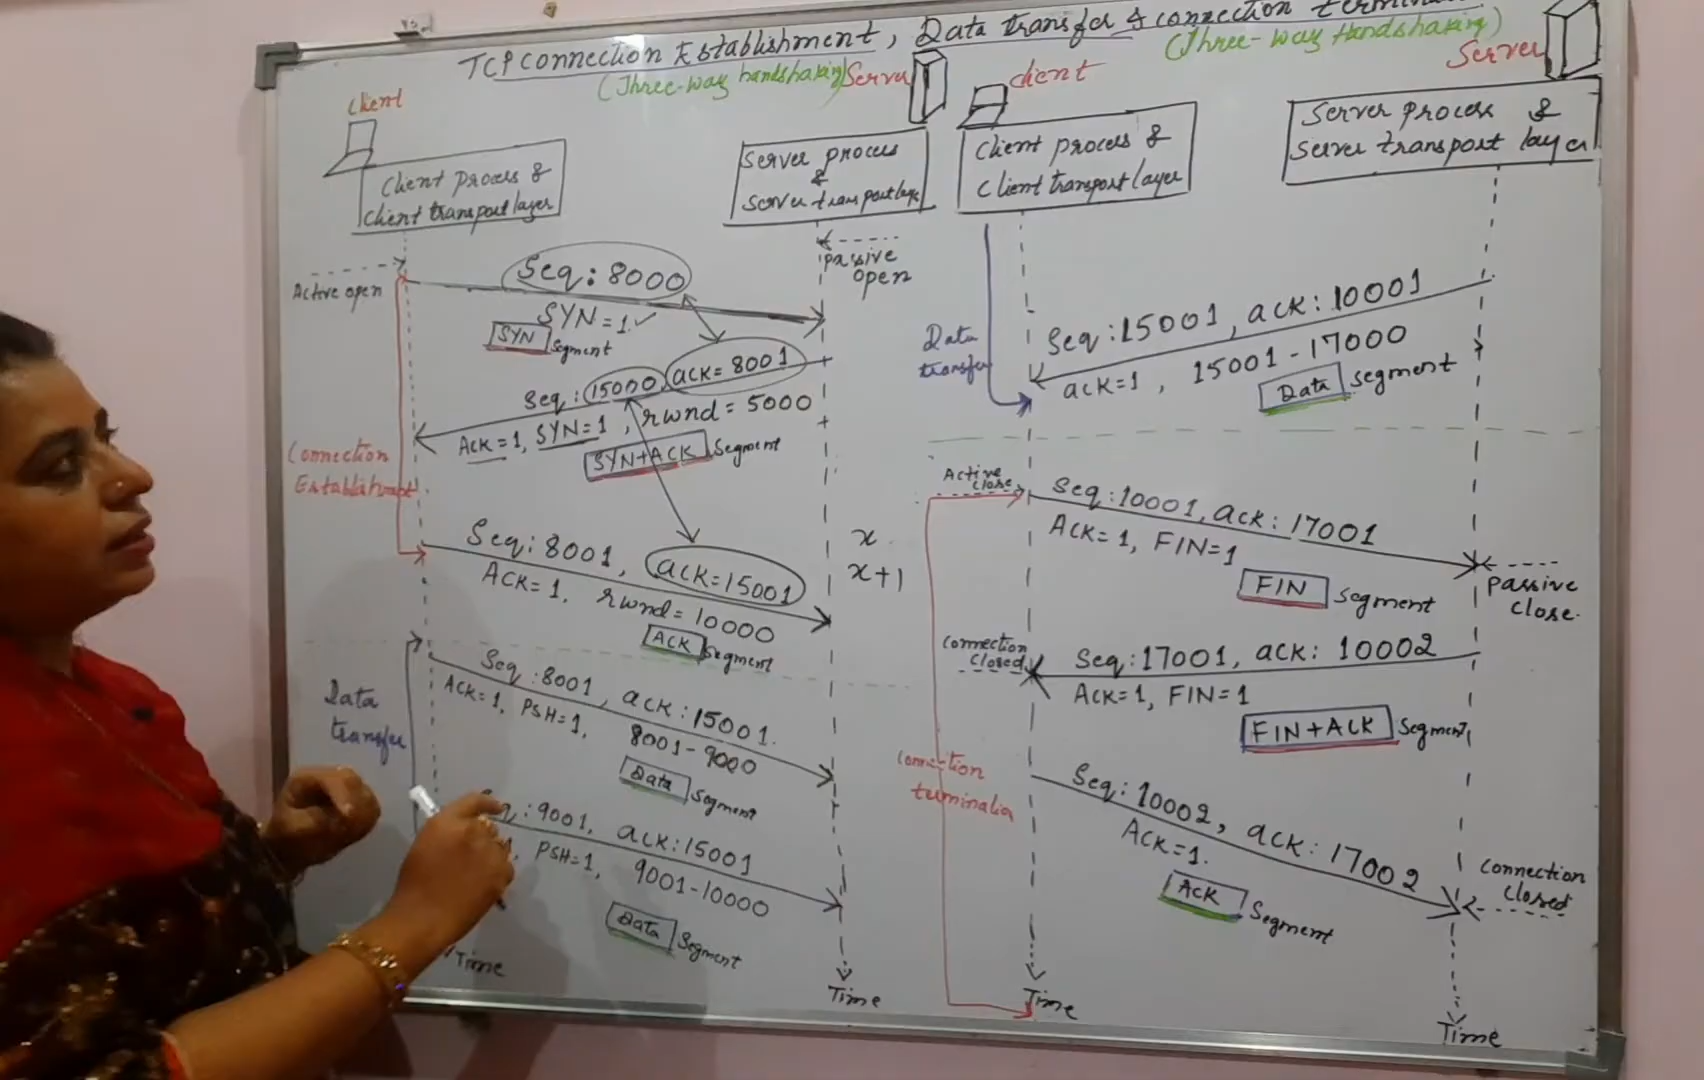 TCP Connection Establishment, Data transfer & connection
(Three-way handshaking)
(Three-way Handshaking)
Client
Server
Client process &
Client transport layer
Server process
&
Server transport layer
Active open
Passive
open
Seq: 8000
SYN=1 ✓
SYN segment
Seq: 15000, ack= 8001
Ack=1, SYN=1, rwnd = 5000
SYN+ACK Segment
Connection
Establishment
Seq: 8001, ack=15001
ACK=1, rwnd= 10000
ACK segment
x
x+1
Data
transfer
Seq: 8001, ack:15001.
ACK=1, PSH=1, 8001-9000
Data Segment
:9001, ack:15001
1, PSH=1, 9001-10000
Data Segment
Time
Time
Client
Server
Client process &
Client transport layer
Server process &
Server transport layer
Data
transfer
Seq:15001, ack:10001
ack=1, 15001-17000
Data Segment
Active
close
Seq:10001, ack:17001
Ack=1, FIN=1
FIN Segment
Passive
close.
Connection
closed
Seq:17001, ack: 10002
Ack=1, FIN=1
FIN+ACK Segment
Connection
Seq: 10002, ack: 17002
Ack=1.
ACK Segment
Connection
closed
Time
Time